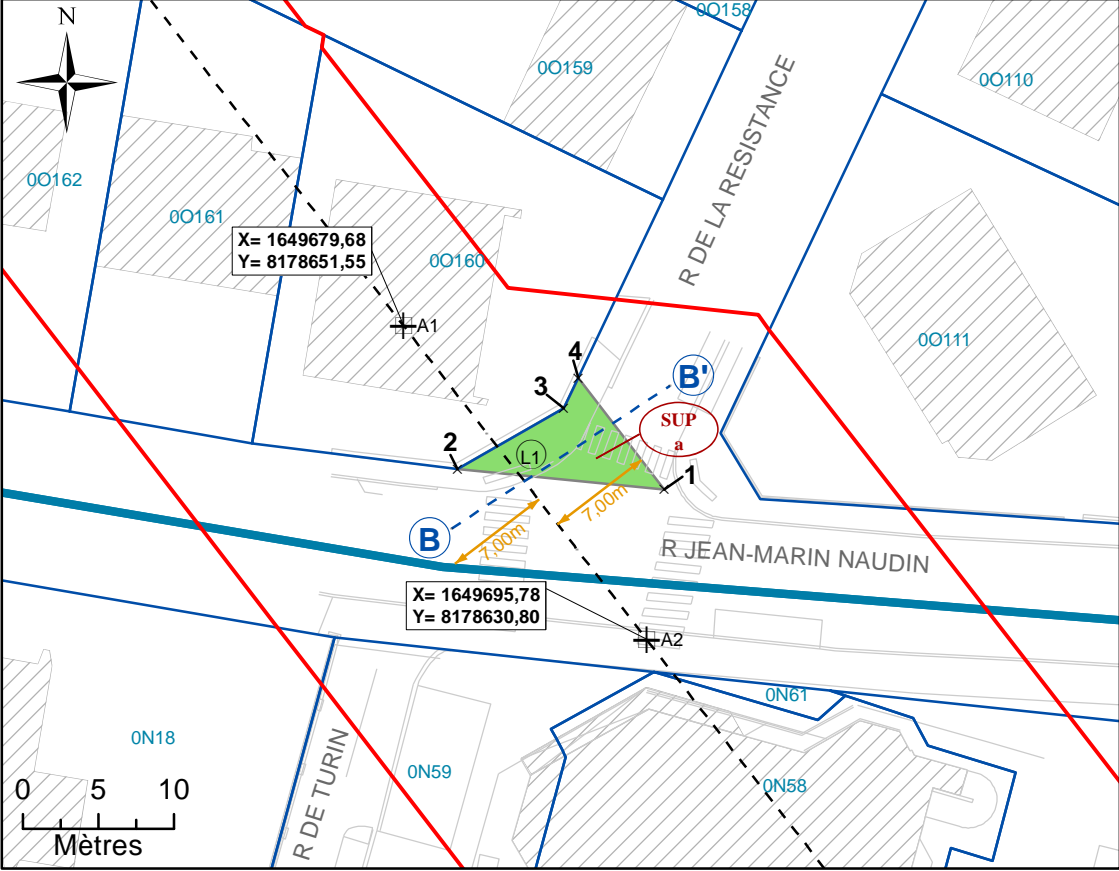 N
0O158
0O159
0O110
0O162
0O161
R DE LA RESISTANCE
X= 1649679,68
Y= 8178651,55
0O160
A1
0O111
4
3
B'
SUP
a
2
L1
1
7,00m
B
7,00m
R JEAN-MARIN NAUDIN
X= 1649695,78
Y= 8178630,80
A2
0N61
0N18
R DE TURIN
0N59
0N58
0 5 10
Mètres